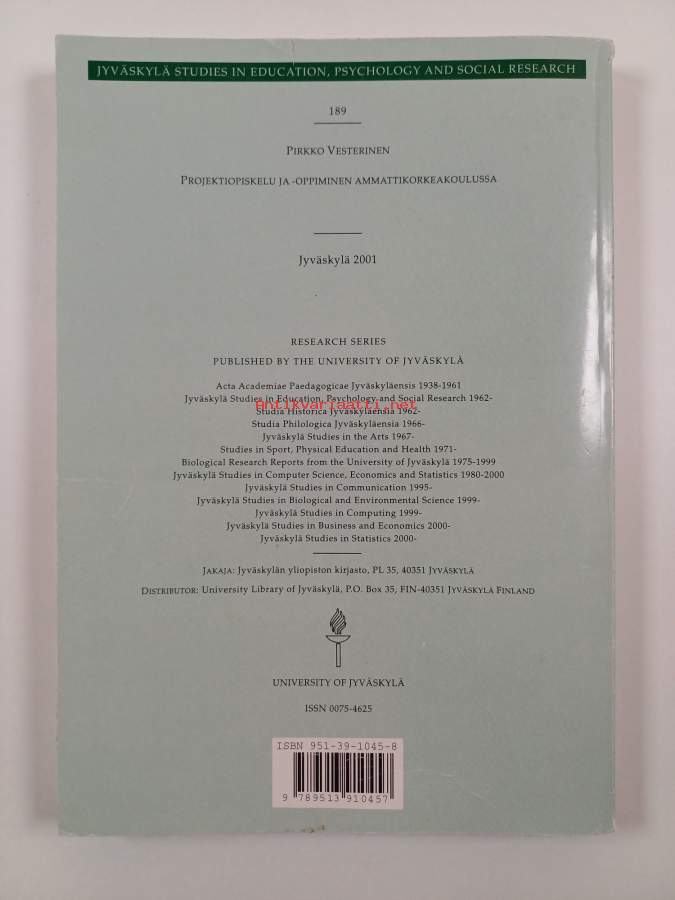 JYVÄSKYLÄ STUDIES IN EDUCATION, PSYCHOLOGY AND SOCIAL RESEARCH
189
PIRKKO VESTERINEN
PROJEKTIOPISKELU JA -OPPIMINEN AMMATTIKORKEAKOULUSSA
Jyväskylä 2001
RESEARCH SERIES
PUBLISHED BY THE UNIVERSITY OF JYVÄSKYLÄ
Acta Academiae Paedagogicae Jyväskyläensis 1938-1961
Jyväskylä Studies in Education, Psychology and Social Research 1962-
Antikvariaatti.net
Studia Historica Jyväskyläensia 1962-
Studia Philologica Jyväskyläensia 1966-
Jyväskylä Studies in the Arts 1967-
Studies in Sport, Physical Education and Health 1971-
Biological Research Reports from the University of Jyväskylä 1975-1999
Jyväskylä Studies in Computer Science, Economics and Statistics 1980-2000
Jyväskylä Studies in Communication 1995-
Jyväskylä Studies in Biological and Environmental Science 1999-
Jyväskylä Studies in Computing 1999-
Jyväskylä Studies in Business and Economics 2000-
Jyväskylä Studies in Statistics 2000-
JAKAJA: Jyväskylän yliopiston kirjasto, PL 35, 40351 JYVÄSKYLÄ
DISTRIBUTOR: University Library of Jyväskylä, P.O. Box 35, FIN-40351 JYVÄSKYLÄ FINLAND
UNIVERSITY OF JYVÄSKYLÄ
ISSN 0075-4625
ISBN 951-39-1045-8
9 789513 910457